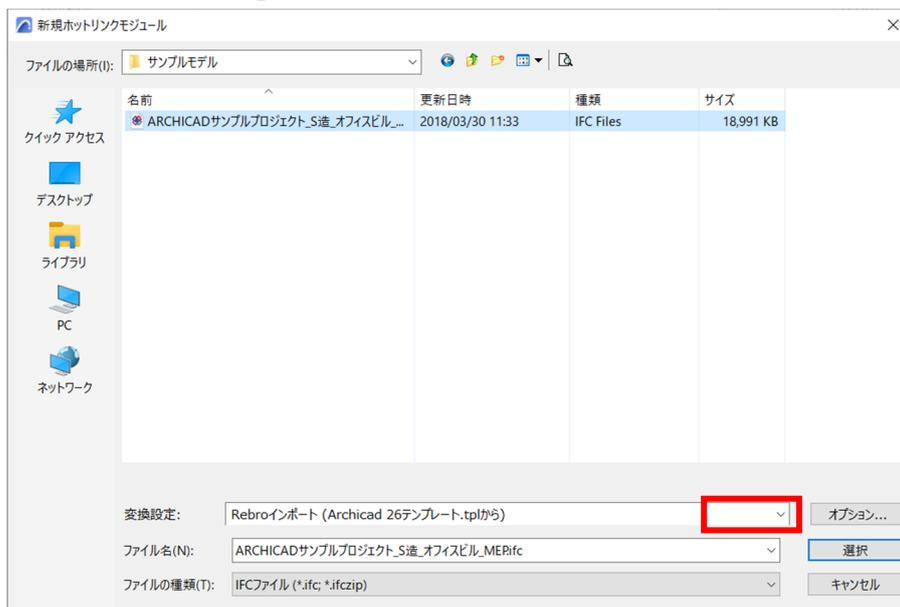 新規ホットリンクモジュール
ファイルの場所(I): サンプルモデル
名前 更新日時 種類 サイズ
ARCHICADサンプルプロジェクト_S造_オフィスビル_... 2018/03/30 11:33 IFC Files 18,991 KB
クイック アクセス
デスクトップ
ライブラリ
PC
ネットワーク
変換設定: Rebroインポート (Archicad 26テンプレート.tplから) オプション...
ファイル名(N): ARCHICADサンプルプロジェクト_S造_オフィスビル_MEP.ifc 選択
ファイルの種類(T): IFCファイル (*.ifc; *.ifczip) キャンセル